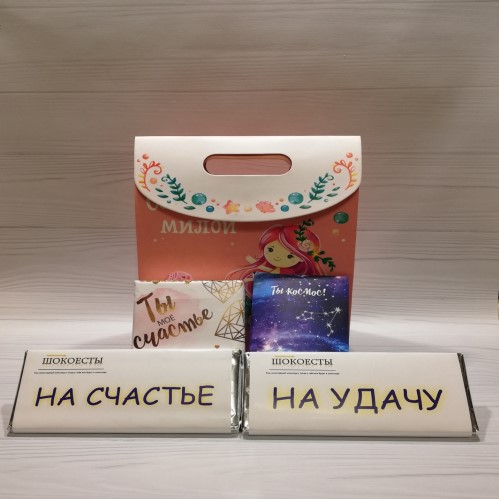 МИЛОЙ
Ты
МОЕ
счастье
Ты космос!
ШОКОЕСТЫ
НА СЧАСТЬЕ
ШОКОЕСТЫ
НА УДАЧУ